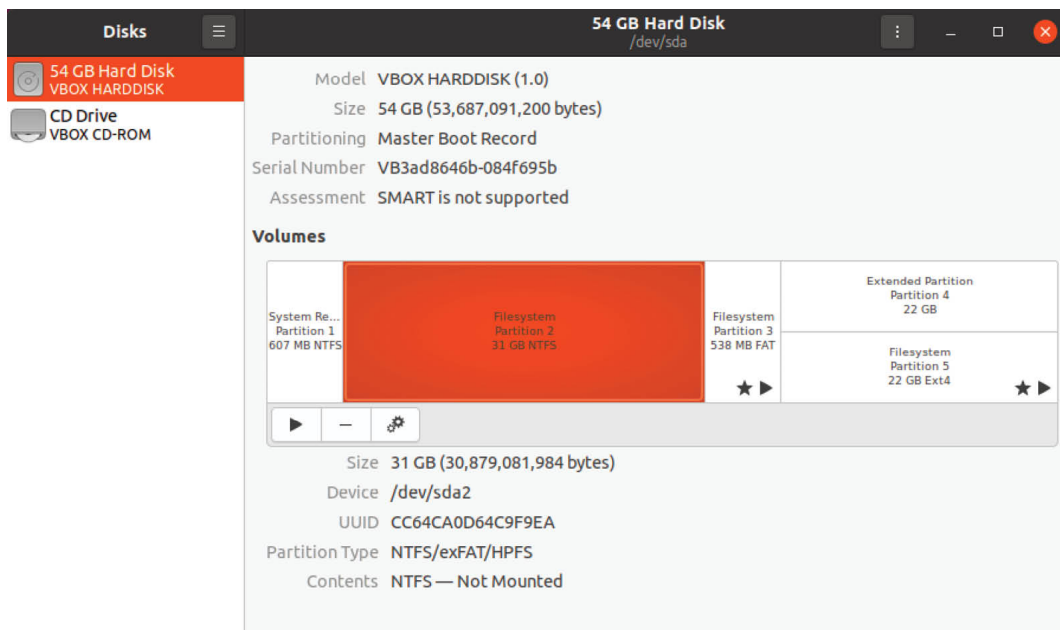 Disks
54 GB Hard Disk
/dev/sda
54 GB Hard Disk
VBOX HARDDISK
CD Drive
VBOX CD-ROM
Model VBOX HARDDISK (1.0)
Size 54 GB (53,687,091,200 bytes)
Partitioning Master Boot Record
Serial Number VB3ad8646b-084f695b
Assessment SMART is not supported
Volumes
System Re...
Partition 1
607 MB NTFS
Filesystem
Partition 2
31 GB NTFS
Filesystem
Partition 3
538 MB FAT
Extended Partition
Partition 4
22 GB
Filesystem
Partition 5
22 GB Ext4
Size 31 GB (30,879,081,984 bytes)
Device /dev/sda2
UUID CC64CA0D64C9F9EA
Partition Type NTFS/exFAT/HPFS
Contents NTFS — Not Mounted